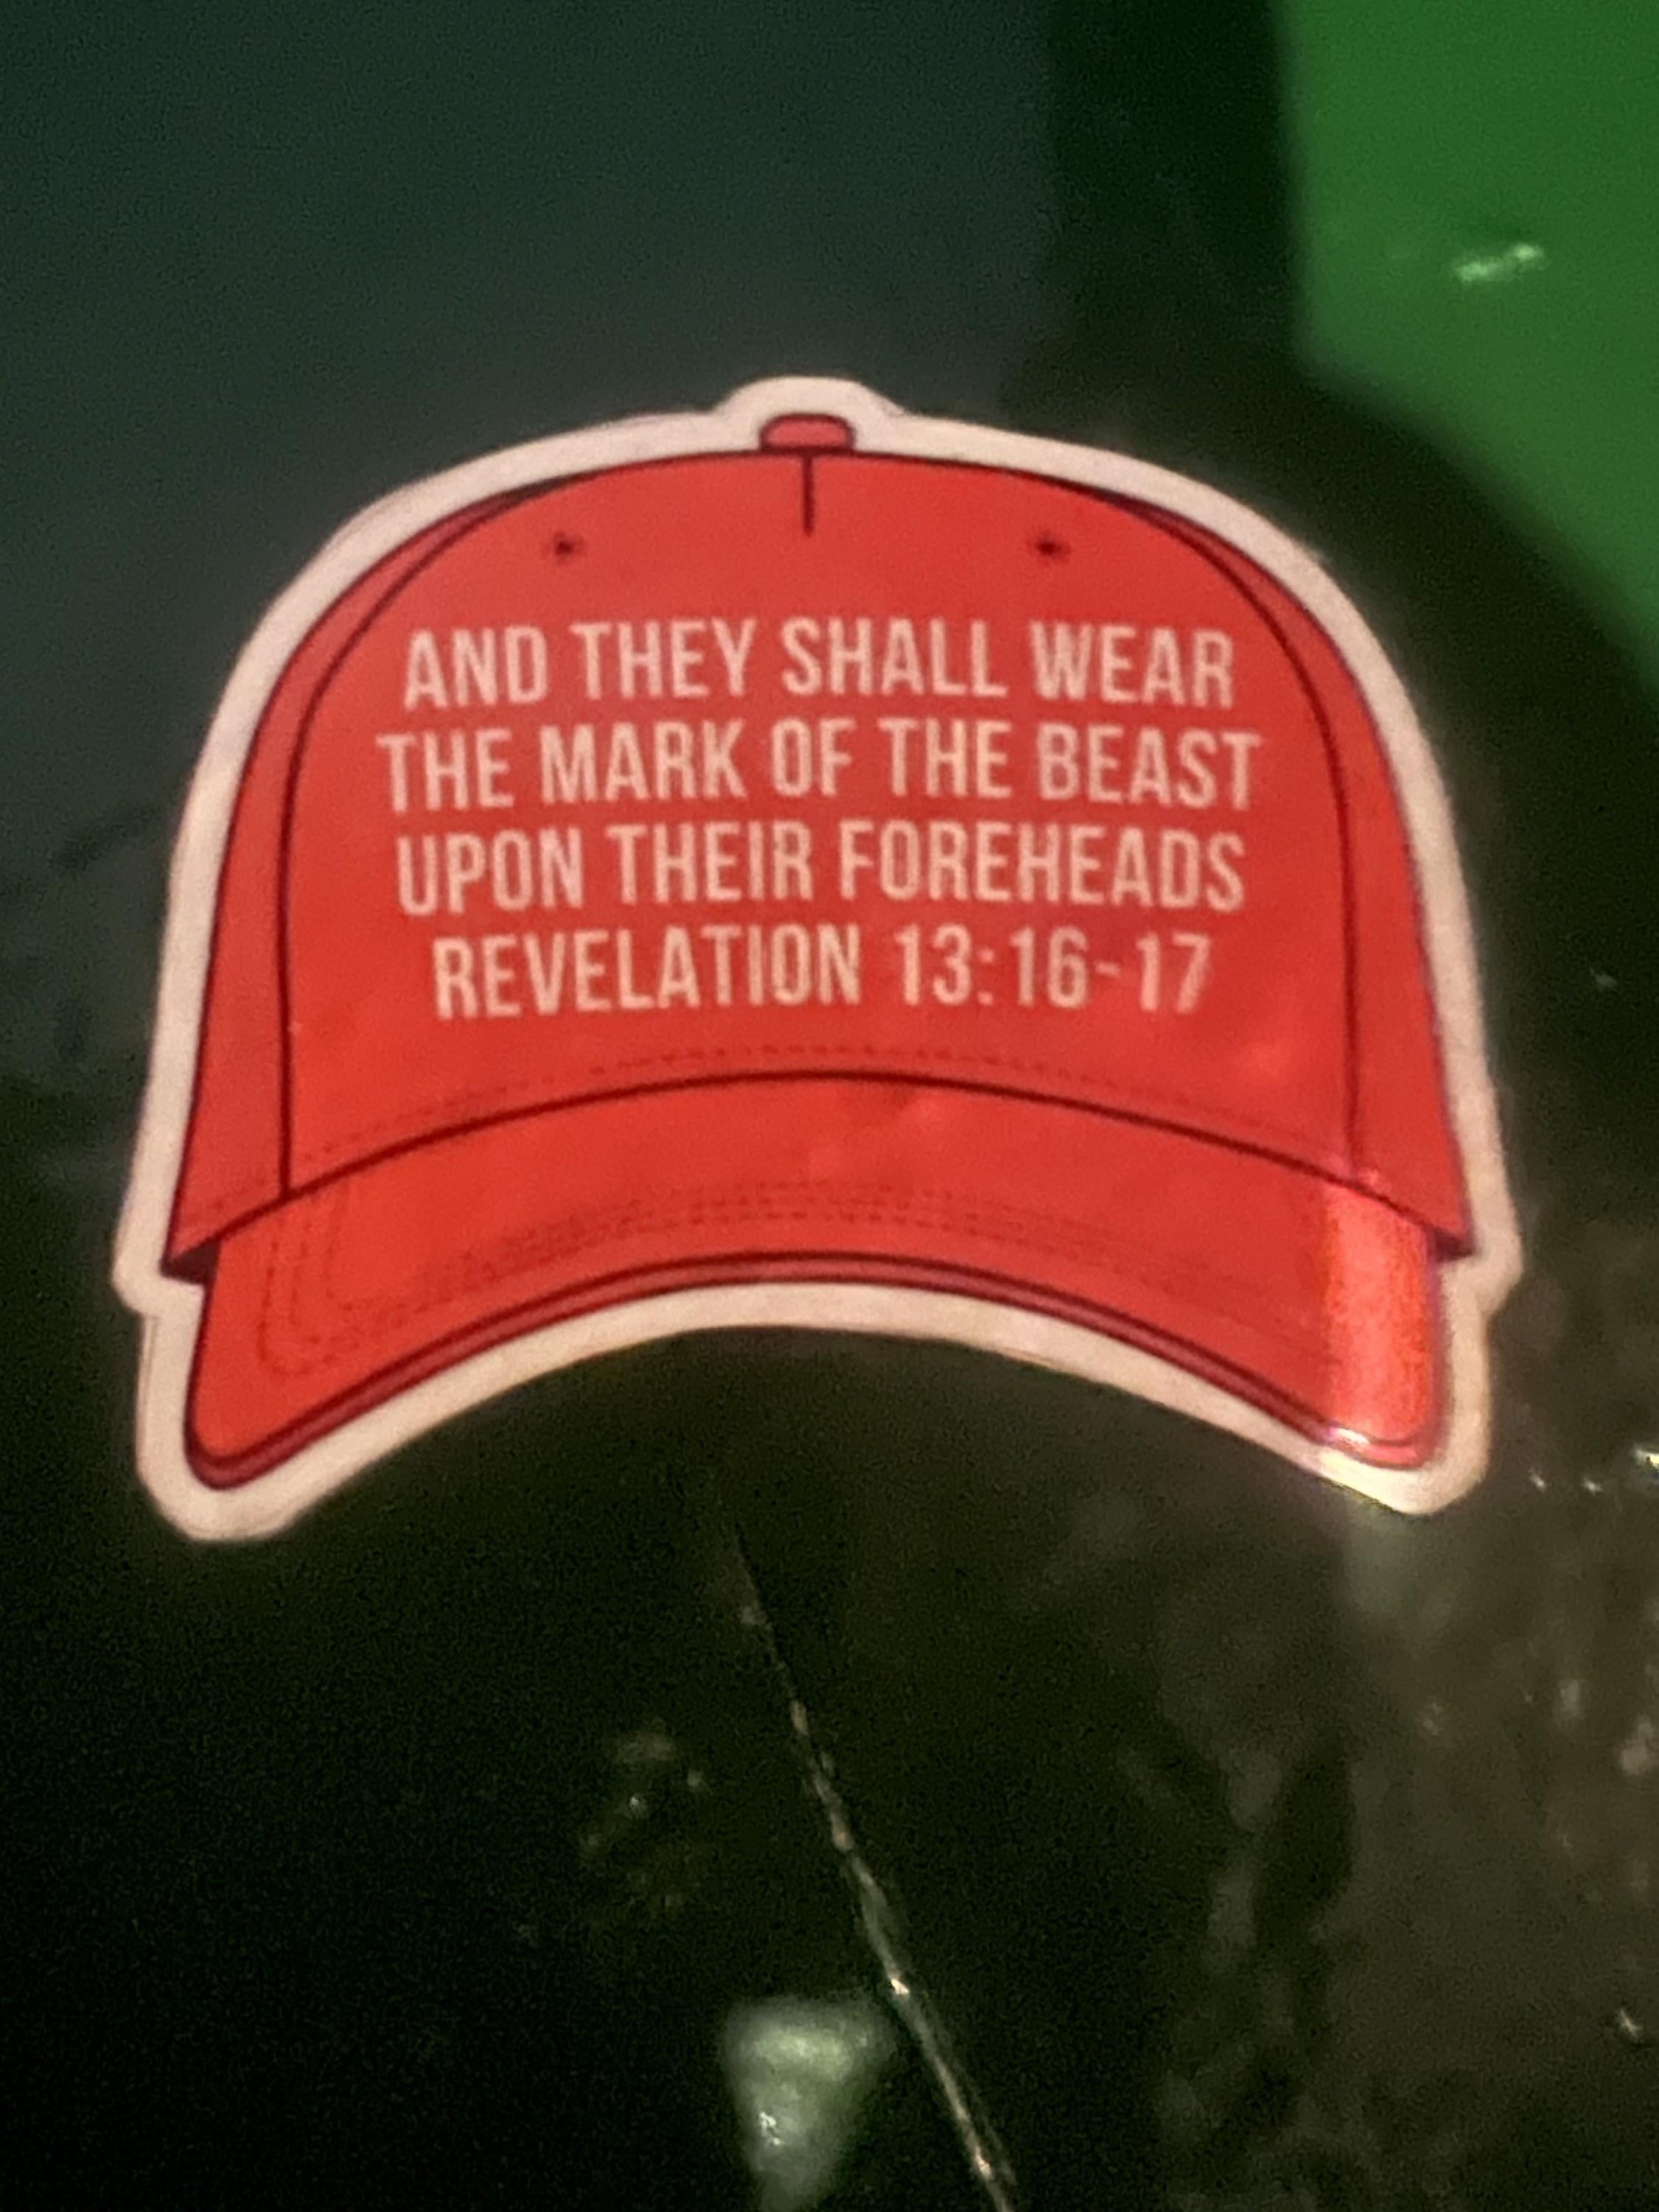 AND THEY SHALL WEAR
THE MARK OF THE BEAST
UPON THEIR FOREHEADS
REVELATION 13:16-17